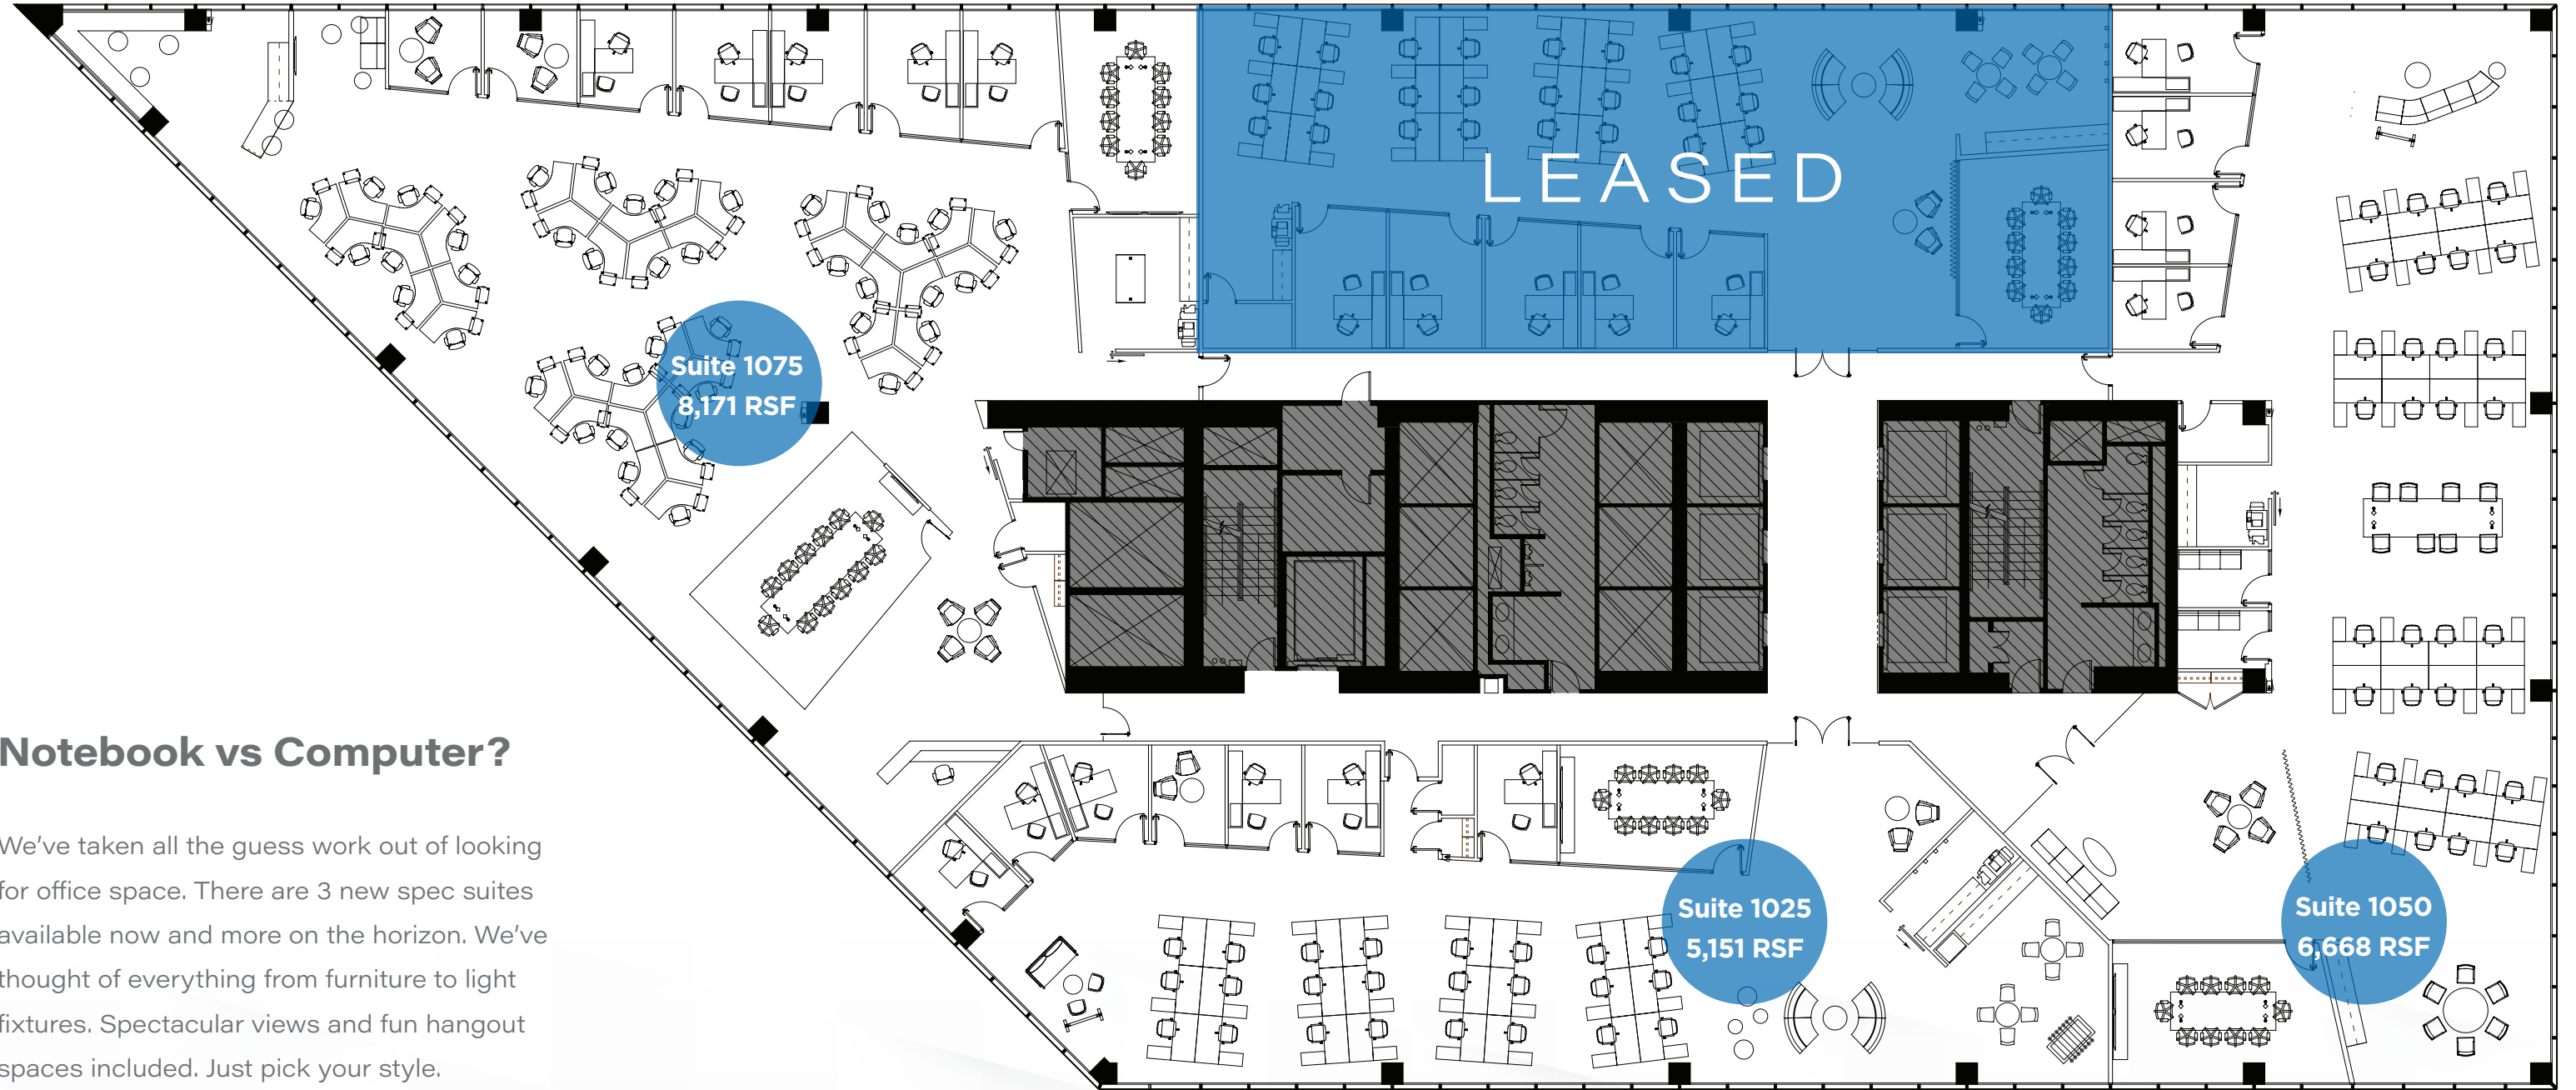 LEASED
Suite 1075
8,171 RSF
Notebook vs Computer?
We've taken all the guess work out of looking
for office space. There are 3 new spec suites
available now and more on the horizon. We've
thought of everything from furniture to light
fixtures. Spectacular views and fun hangout
spaces included. Just pick your style.
Suite 1025
5,151 RSF
Suite 1050
6,668 RSF